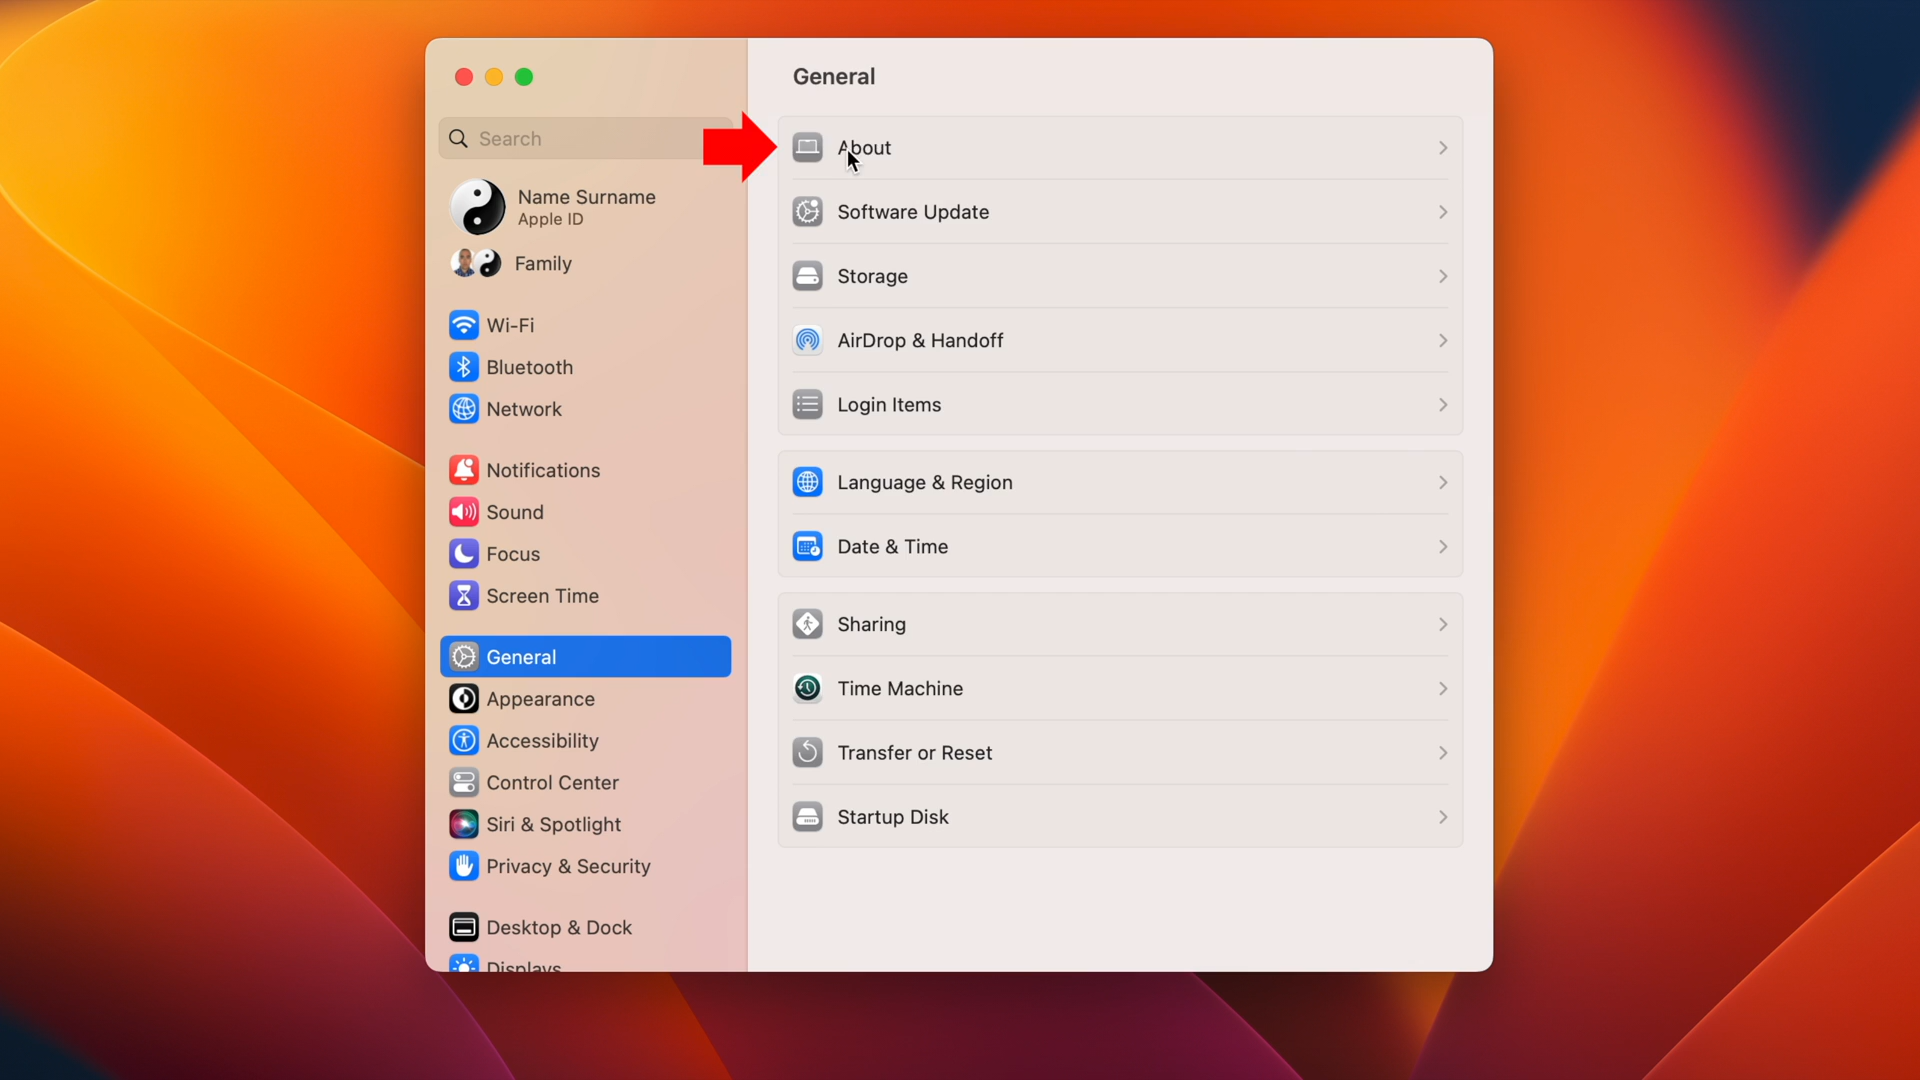 Search
Name Surname
Apple ID
Family
Wi-Fi
Bluetooth
Network
Notifications
Sound
Focus
Screen Time
General
Appearance
Accessibility
Control Center
Siri & Spotlight
Privacy & Security
Desktop & Dock
Displays
General
About
Software Update
Storage
AirDrop & Handoff
Login Items
Language & Region
Date & Time
Sharing
Time Machine
Transfer or Reset
Startup Disk